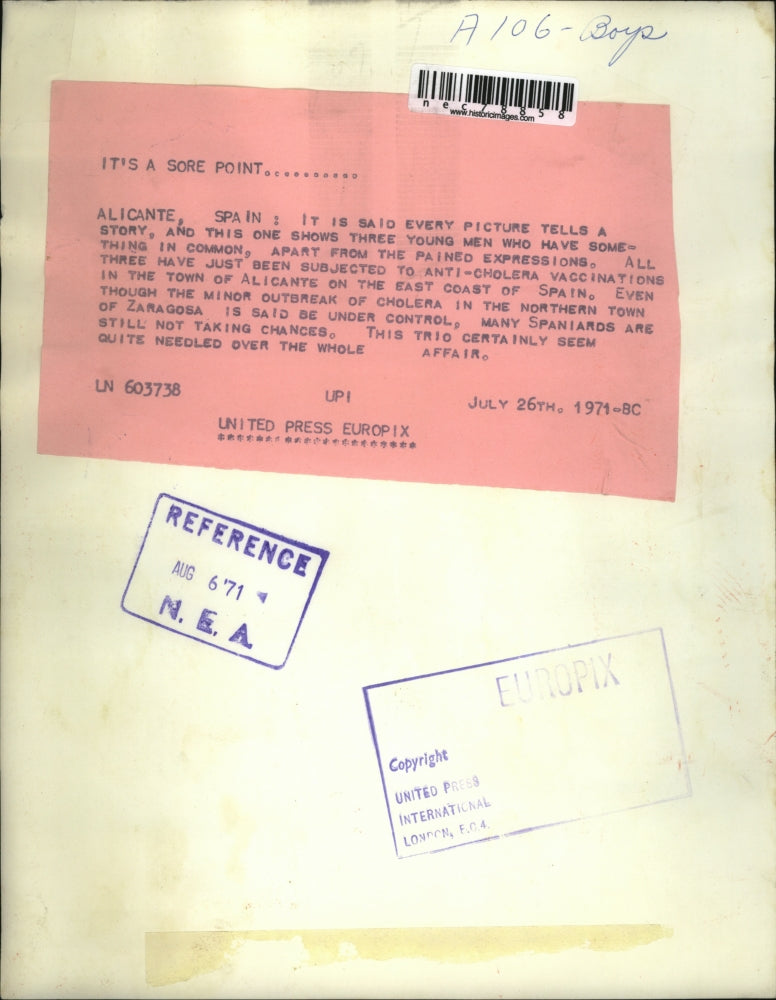 A106-Boys
nec78858
www.historicimages.com
IT'S A SORE POINT...........
ALICANTE, SPAIN : IT IS SAID EVERY PICTURE TELLS A
STORY, AND THIS ONE SHOWS THREE YOUNG MEN WHO HAVE SOME-
THING IN COMMON, APART FROM THE PAINED EXPRESSIONS. ALL
THREE HAVE JUST BEEN SUBJECTED TO ANTI-CHOLERA VACCINATIONS
IN THE TOWN OF ALICANTE ON THE EAST COAST OF SPAIN. EVEN
THOUGH THE MINOR OUTBREAK OF CHOLERA IN THE NORTHERN TOWN
OF ZARAGOSA IS SAID BE UNDER CONTROL, MANY SPANIARDS ARE
STILL NOT TAKING CHANCES. THIS TRIO CERTAINLY SEEM
QUITE NEEDLED OVER THE WHOLE AFFAIR.
LN 603738 UPI JULY 26TH. 1971-BC
UNITED PRESS EUROPIX
***********************
REFERENCE
AUG 6 '71
N. E. A.
EUROPIX
Copyright
UNITED PRESS
INTERNATIONAL
LONDON, E.C.4.